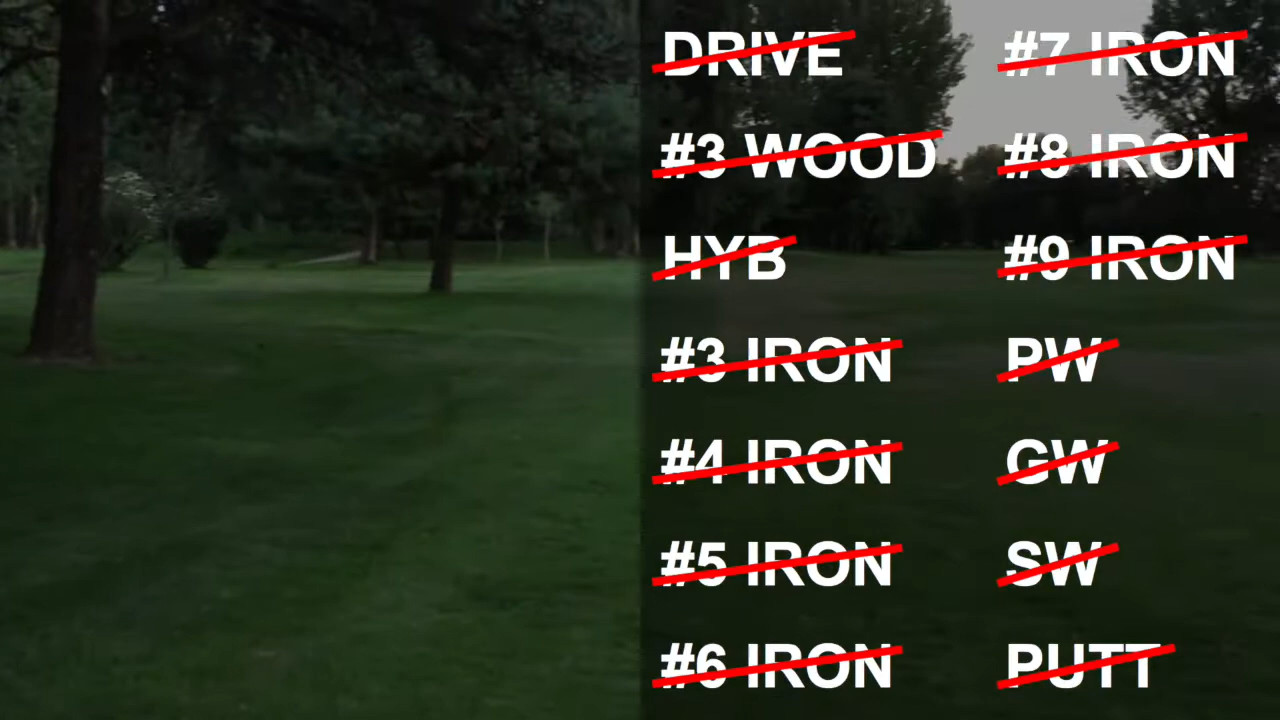 DRIVE
#3 WOOD
HYB
#3 IRON
#4 IRON
#5 IRON
#6 IRON
#7 IRON
#8 IRON
#9 IRON
PW
GW
SW
PUTT